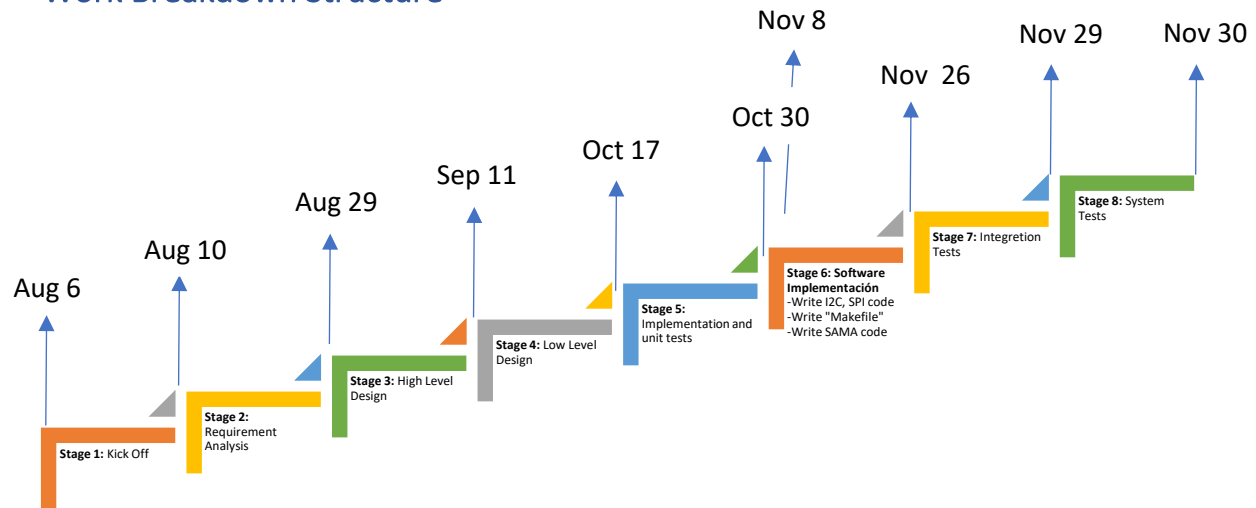 Work Breakdown Structure
Aug 6
Aug 10
Aug 29
Sep 11
Oct 17
Oct 30
Nov 8
Nov 26
Nov 29
Nov 30
Stage 1: Kick Off
Stage 2:
Requirement
Analysis
Stage 3: High Level
Design
Stage 4: Low Level
Design
Stage 5:
Implementation and
unit tests
Stage 6: Software
Implementación
-Write I2C, SPI code
-Write "Makefile"
-Write SAMA code
Stage 7: Integretion
Tests
Stage 8: System
Tests